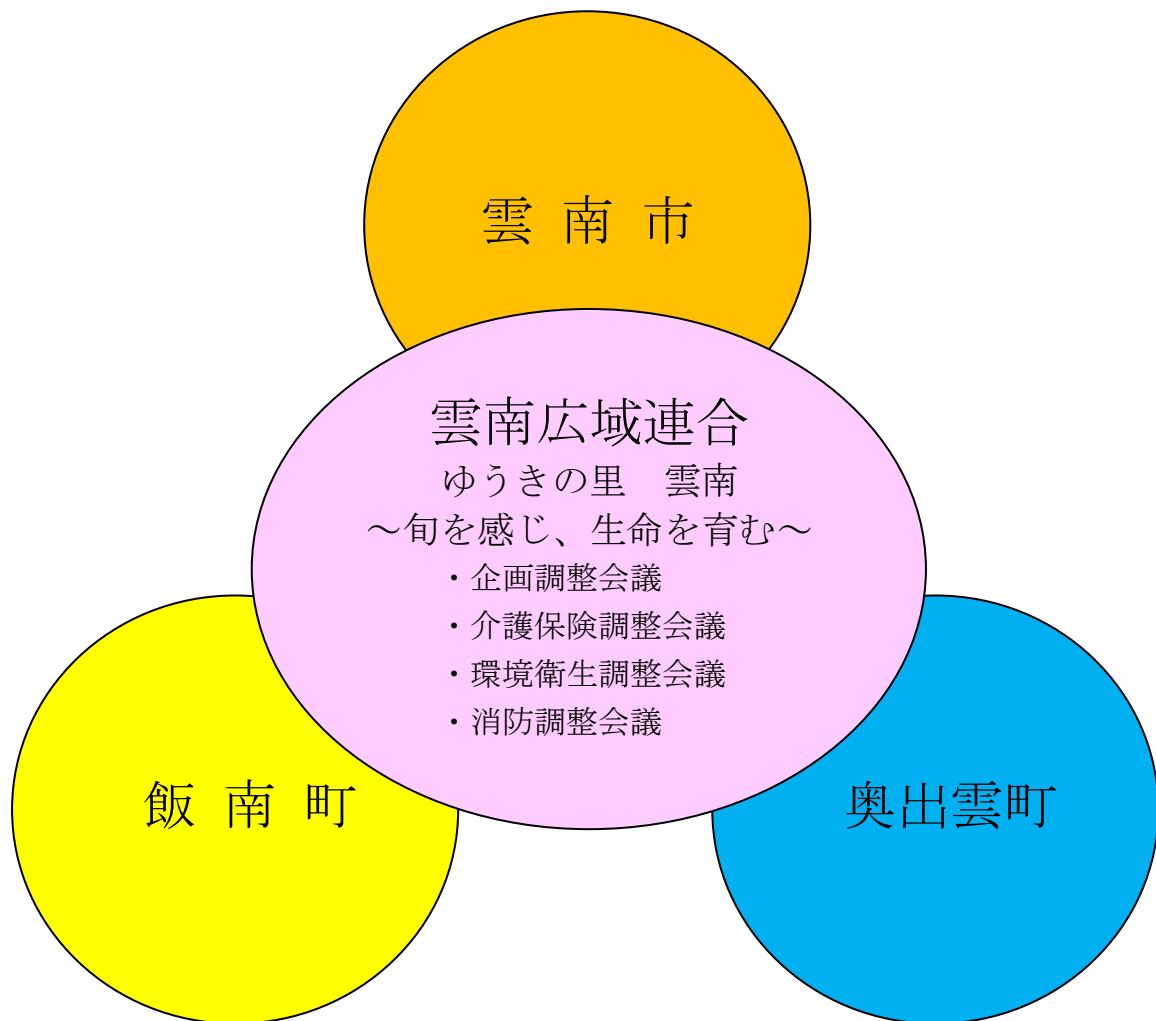 雲 南 市
雲南広域連合
ゆうきの里　雲南
～旬を感じ、生命を育む～
・企画調整会議
・介護保険調整会議
・環境衛生調整会議
・消防調整会議
飯 南 町
奥出雲町